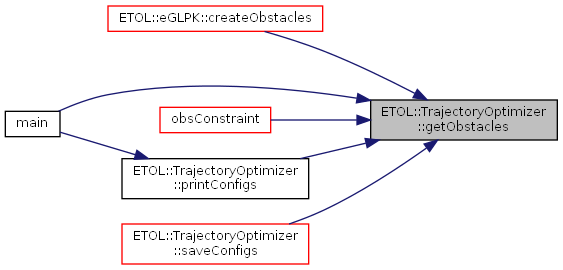 ETOL::eGLPK::createObstacles
main
obsConstraint
ETOL::TrajectoryOptimizer
::getObstacles
ETOL::TrajectoryOptimizer
::printConfigs
ETOL::TrajectoryOptimizer
::saveConfigs